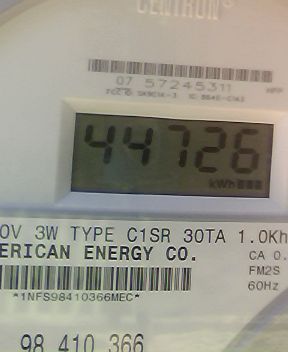 CENTRON®
07 57245311
44726
kWh
0V 3W TYPE C1SR 30TA 1.0Kh
ERICAN ENERGY CO.
CA 0.
FM2S
60Hz
*1NFS98410366MEC*
98 410 366